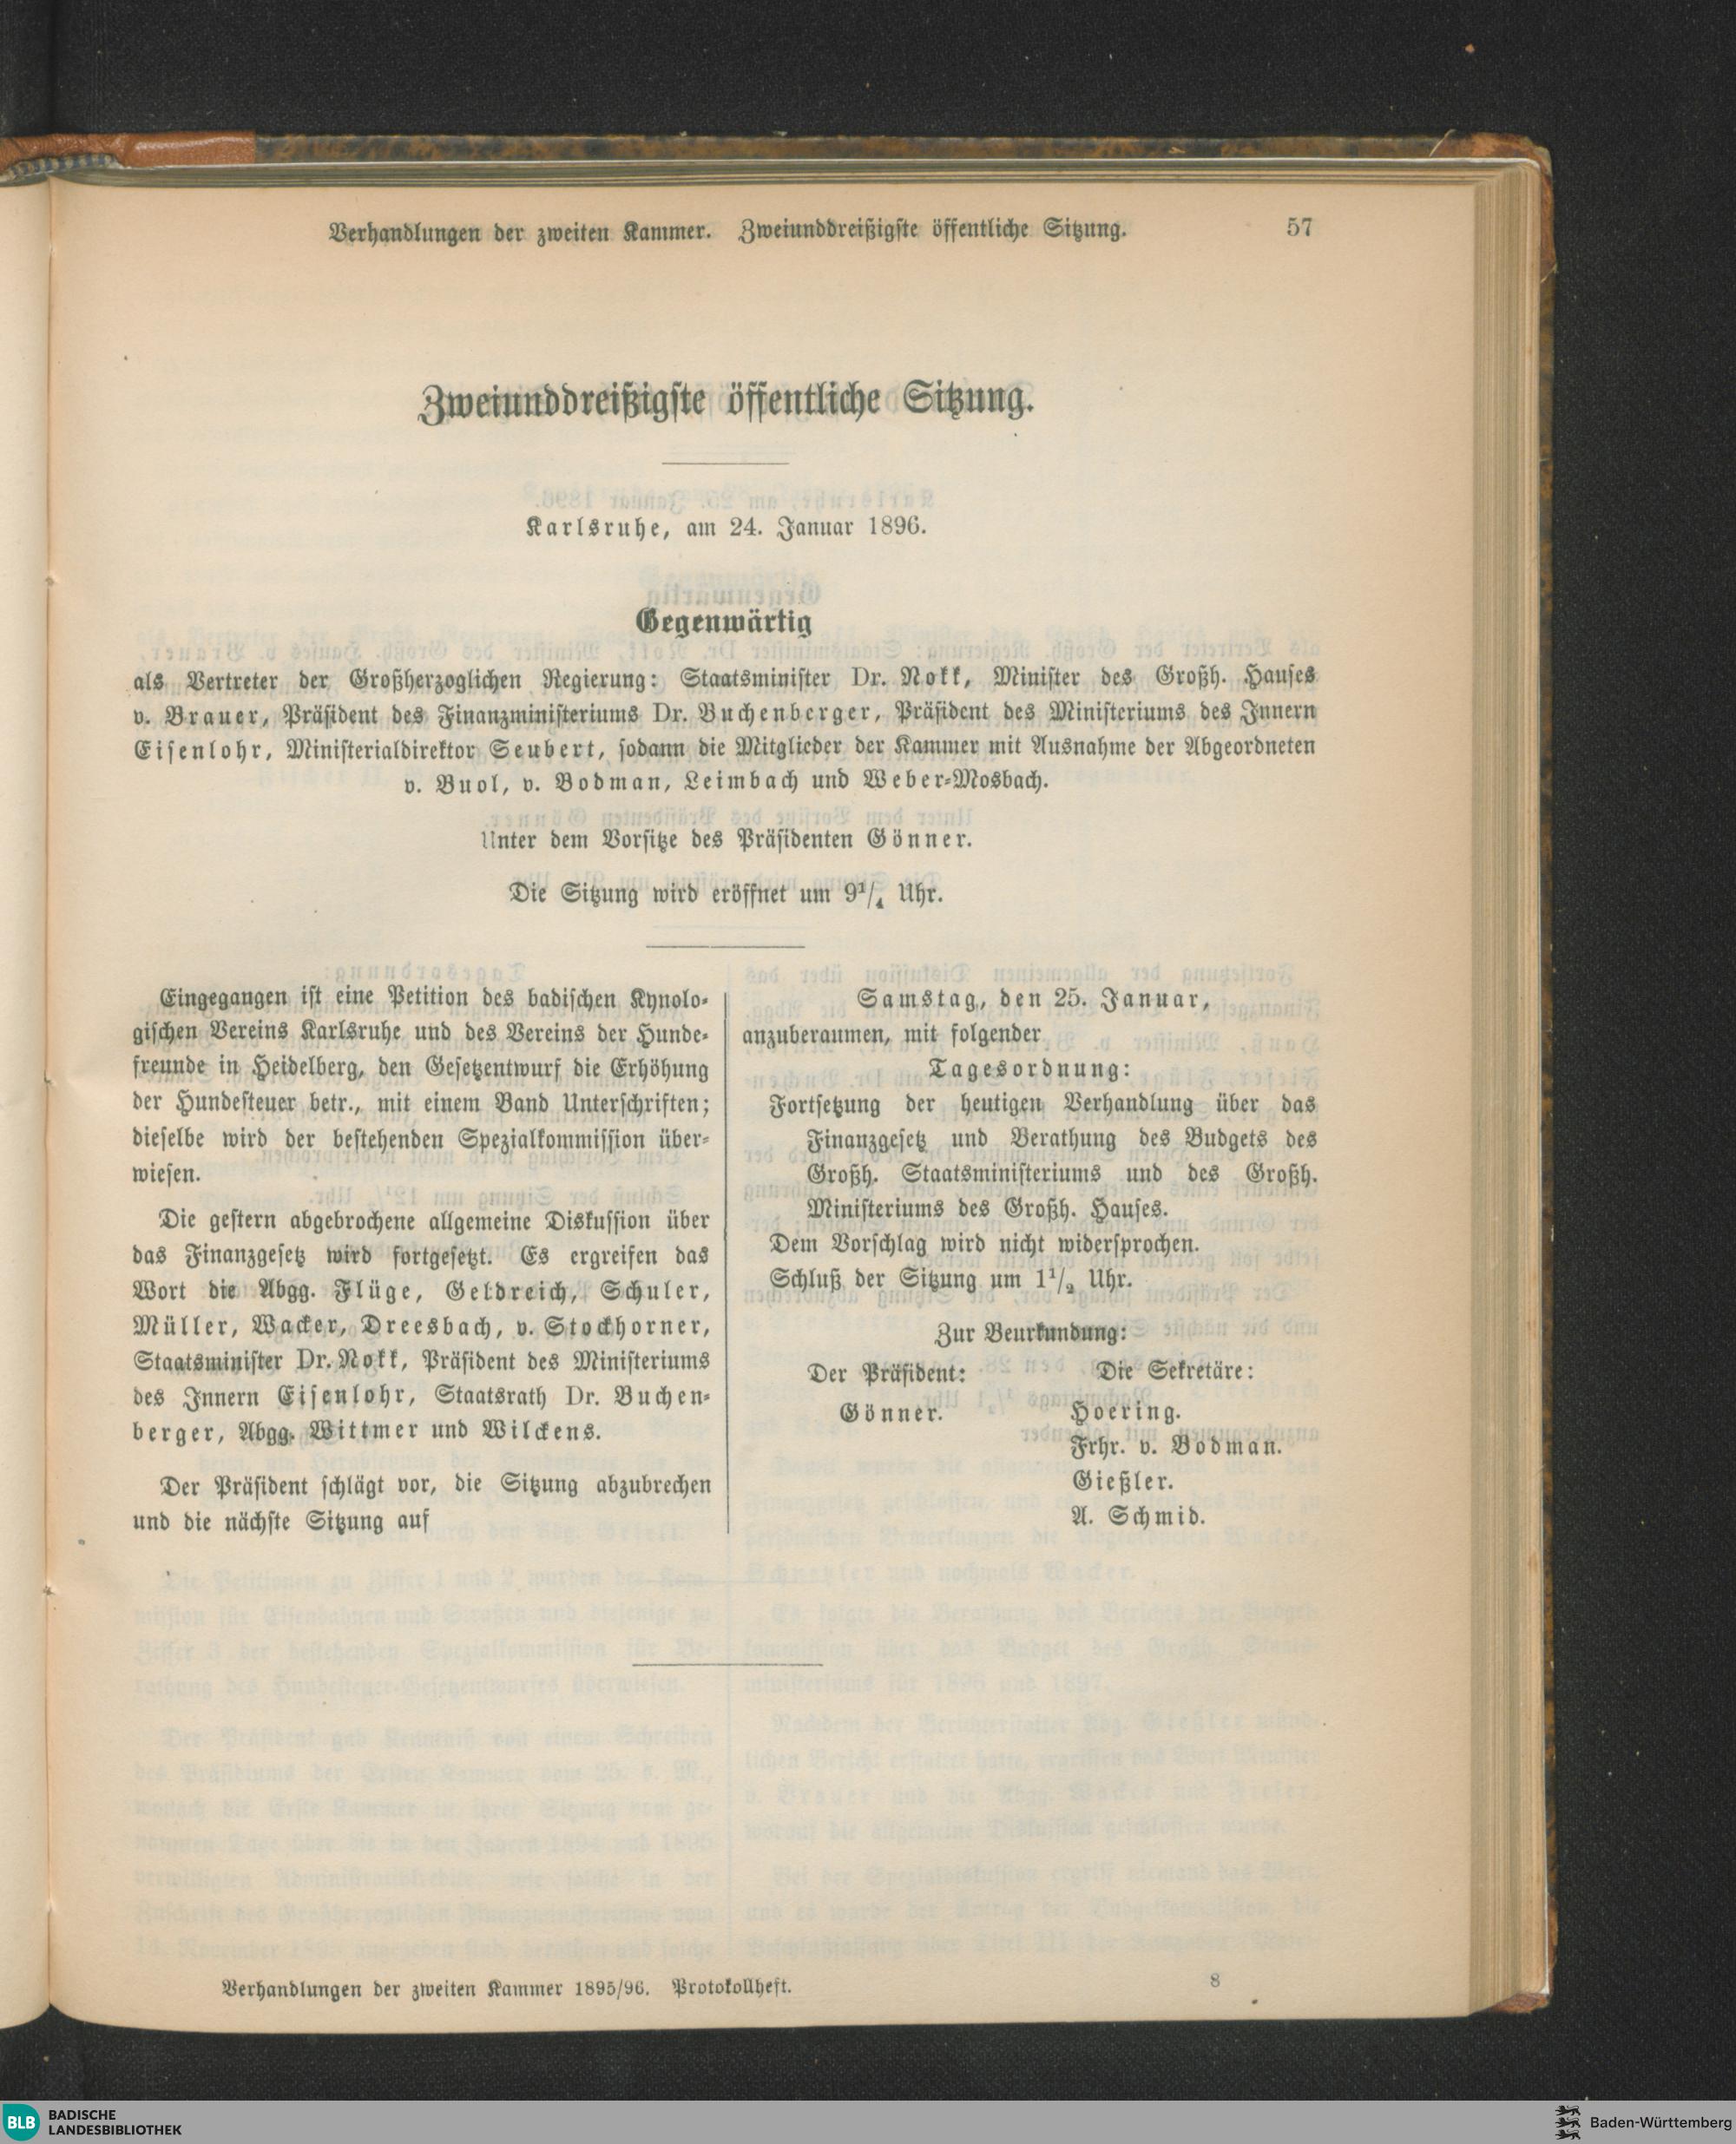 Verhandlungen der zweiten Kammer. Zweiunddreißigste öffentliche Sitzung. 57
Zweiunddreißigste öffentliche Sitzung.
Karlsruhe, am 24. Januar 1896.
Gegenwärtig
als Vertreter der Großherzoglichen Regierung: Staatsminister Dr. Nokk, Minister des Großh. Hauses
v. Brauer, Präsident des Finanzministeriums Dr. Buchenberger, Präsident des Ministeriums des Innern
Eisenlohr, Ministerialdirektor Seubert, sodann die Mitglieder der Kammer mit Ausnahme der Abgeordneten
v. Buol, v. Bodman, Leimbach und Weber-Mosbach.
Unter dem Vorsitze des Präsidenten Gönner.
Die Sitzung wird eröffnet um 9¹/₄ Uhr.
Eingegangen ist eine Petition des badischen Kynolo-
gischen Vereins Karlsruhe und des Vereins der Hunde-
freunde in Heidelberg, den Gesetzentwurf die Erhöhung
der Hundesteuer betr., mit einem Band Unterschriften;
dieselbe wird der bestehenden Spezialkommission über-
wiesen.
Die gestern abgebrochene allgemeine Diskussion über
das Finanzgesetz wird fortgesetzt. Es ergreifen das
Wort die Abgg. Flüge, Geldreich, Schuler,
Müller, Wacker, Dreesbach, v. Stockhorner,
Staatsminister Dr. Nokk, Präsident des Ministeriums
des Innern Eisenlohr, Staatsrath Dr. Buchen-
berger, Abgg. Wittmer und Wilckens.
Der Präsident schlägt vor, die Sitzung abzubrechen
und die nächste Sitzung auf
Samstag, den 25. Januar,
anzuberaumen, mit folgender
Tagesordnung:
Fortsetzung der heutigen Verhandlung über das
Finanzgesetz und Berathung des Budgets des
Großh. Staatsministeriums und des Großh.
Ministeriums des Großh. Hauses.
Dem Vorschlag wird nicht widersprochen.
Schluß der Sitzung um 1¹/₂ Uhr.
Zur Beurkundung:
Der Präsident: Die Sekretäre:
Gönner. Hoering.
Frhr. v. Bodman.
Gießler.
A. Schmid.
Verhandlungen der zweiten Kammer 1895/96. Protokollheft. 8
BLB BADISCHE
LANDESBIBLIOTHEK
Baden-Württemberg